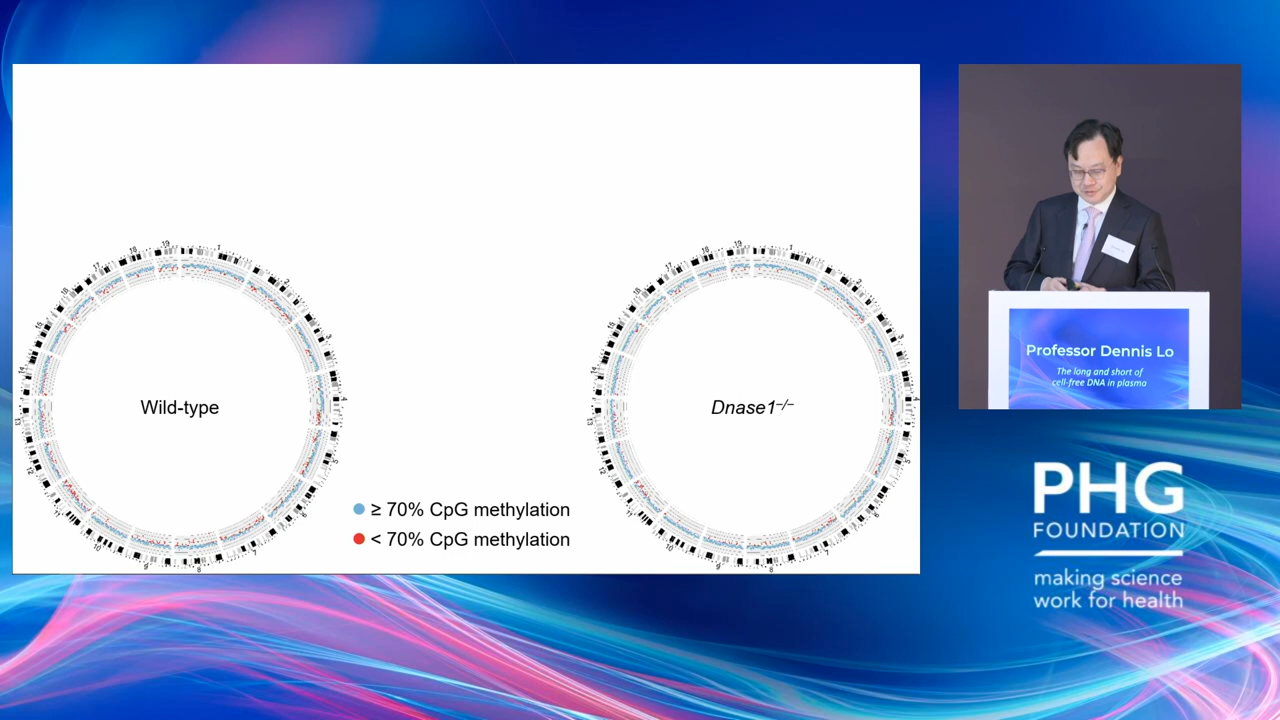 Wild-type
≥ 70% CpG methylation
< 70% CpG methylation
Dnase1–/–
Professor Dennis Lo
The long and short of
cell-free DNA in plasma
PHG
FOUNDATION
making science
work for health